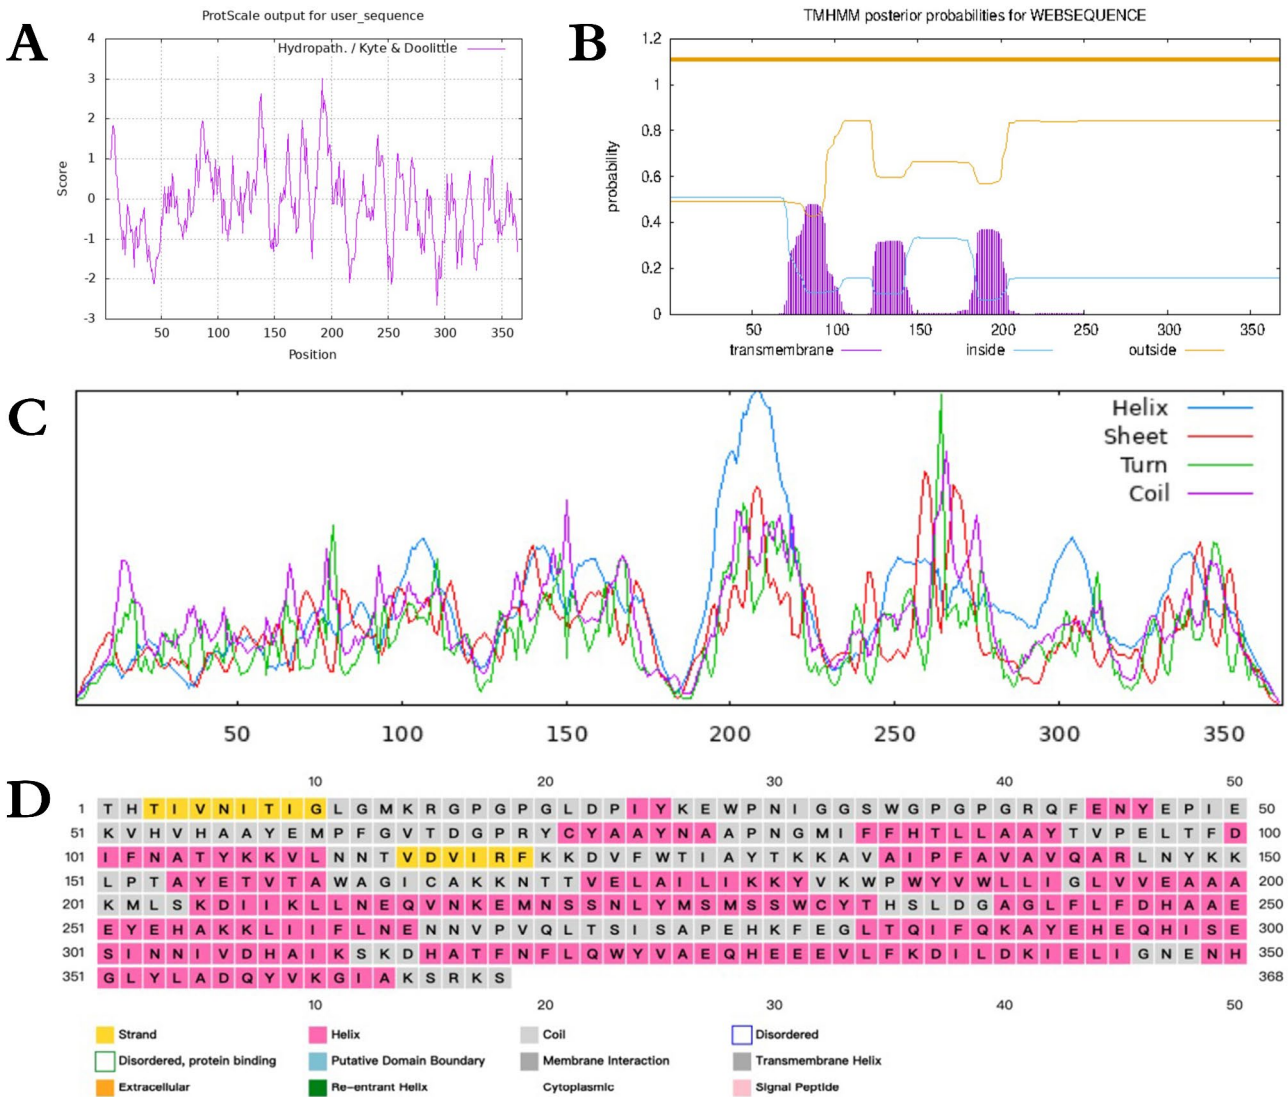 A
ProtScale output for user_sequence
Hydropath. / Kyte & Doolittle
4
3
2
1
0
-1
-2
-3
Score
50 100 150 200 250 300 350
Position
B
TMHMM posterior probabilities for WEBSEQUENCE
1.2
1
0.8
0.6
0.4
0.2
0
probability
50 100 150 200 250 300 350
transmembrane inside outside
C
Helix
Sheet
Turn
Coil
50 100 150 200 250 300 350
D
10 20 30 40 50
1 T H T I V N I T I G L G M K R G P G P G L D P I Y K E W P N I G G S W G P G P G R Q F E N Y E P I E 50
51 K V H V H A A Y E M P F G V T D G P R Y C Y A A Y N A A P N G M I F F H T L L A A Y T V P E L T F D 100
101 I F N A T Y K K V L N N T V D V I R F K K D V F W T I A Y T K K A V A I P F A V A V Q A R L N Y K K 150
151 L P T A Y E T V T A W A G I C A K K N T T V E L A I L I K K Y V K W P W Y V W L L I G L V V E A A A 200
201 K M L S K D I I K L L N E Q V N K E M N S S N L Y M S M S S W C Y T H S L D G A G L F L F D H A A E 250
251 E Y E H A K K L I I F L N E N N V P V Q L T S I S A P E H K F E G L T Q I F Q K A Y E H E Q H I S E 300
301 S I N N I V D H A I K S K D H A T F N F L Q W Y V A E Q H E E E V L F K D I L D K I E L I G N E N H 350
351 G L Y L A D Q Y V K G I A K S R K S 368
10 20 30 40 50
Strand Helix Coil Disordered
Disordered, protein binding Putative Domain Boundary Membrane Interaction Transmembrane Helix
Extracellular Re-entrant Helix Cytoplasmic Signal Peptide